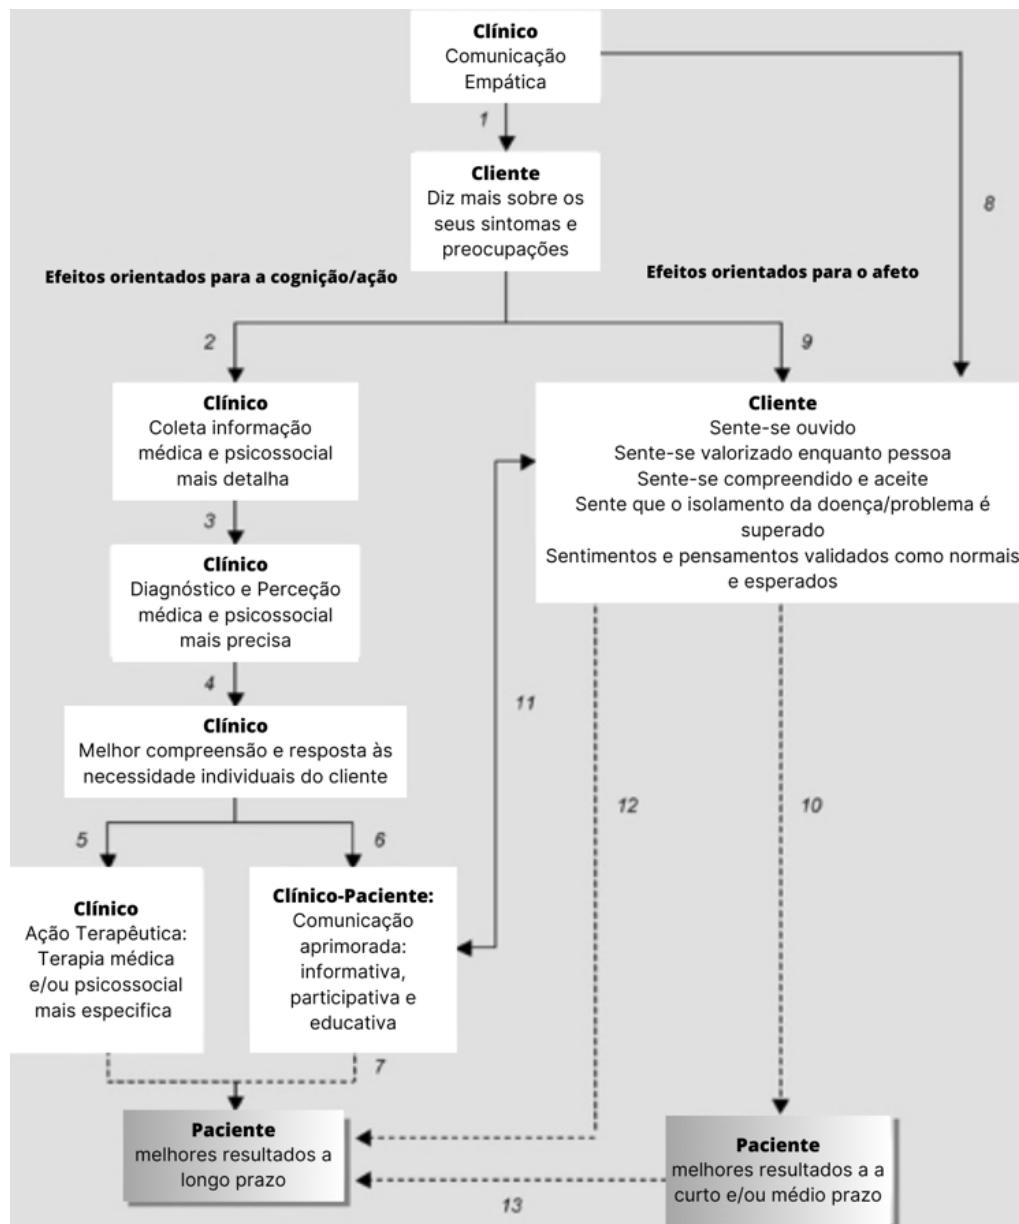 Clínico
Comunicação
Empática
1
Cliente
Diz mais sobre os
seus sintomas e
preocupações
8
Efeitos orientados para a cognição/ação
Efeitos orientados para o afeto
2
9
Clínico
Coleta informação
médica e psicossocial
mais detalha
Cliente
Sente-se ouvido
Sente-se valorizado enquanto pessoa
Sente-se compreendido e aceite
Sente que o isolamento da doença/problema é
superado
Sentimentos e pensamentos validados como normais
e esperados
3
Clínico
Diagnóstico e Perceção
médica e psicossocial
mais precisa
4
11
Clínico
Melhor compreensão e resposta às
necessidade individuais do cliente
12
10
5
6
Clínico
Ação Terapêutica:
Terapia médica
e/ou psicossocial
mais especifica
Clínico-Paciente:
Comunicação
aprimorada:
informativa,
participativa e
educativa
7
Paciente
melhores resultados a
longo prazo
Paciente
melhores resultados a a
curto e/ou médio prazo
13